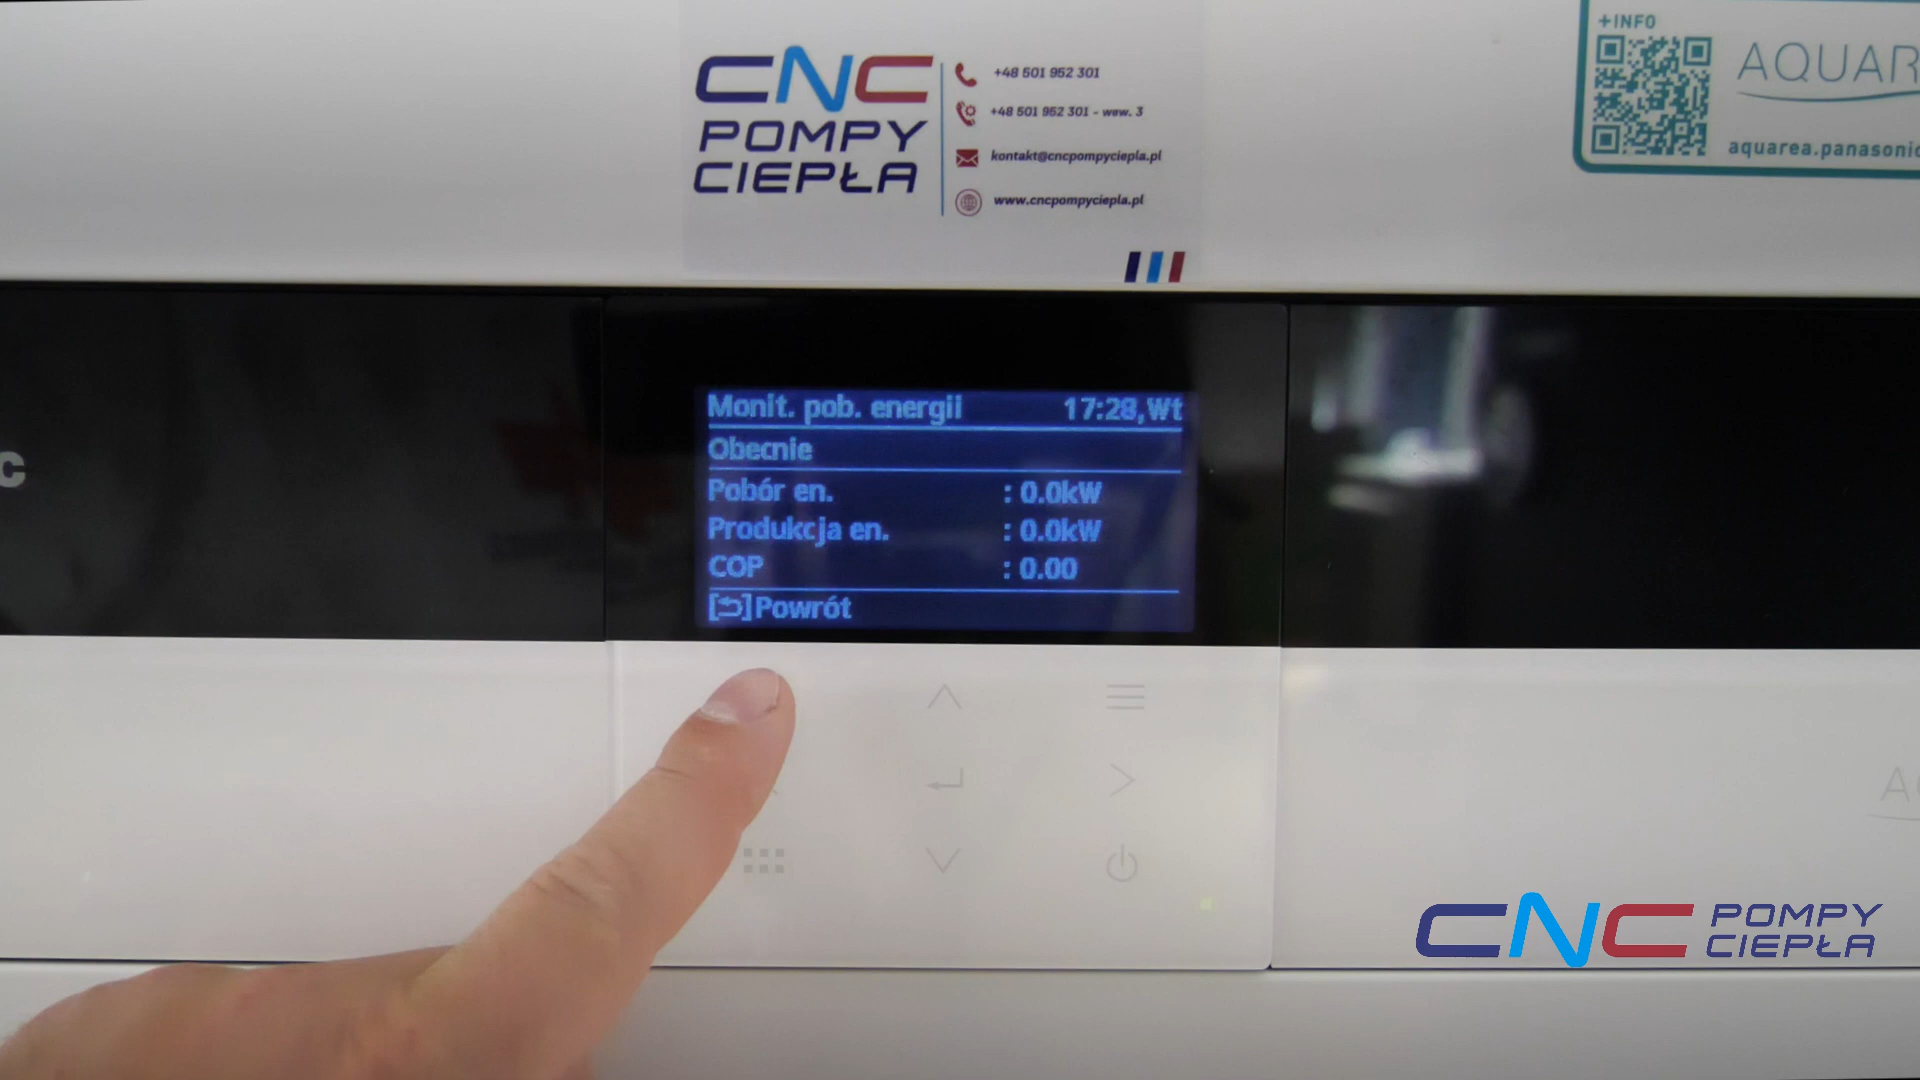 CNC
POMPY
CIEPŁA
+48 501 952 301
+48 501 952 301 - wew. 3
kontakt@cncpompyciepla.pl
www.cncpompyciepla.pl
+INFO
AQUAR
aquarea.panasonic
c
Monit. pob. energii 17:28,Wt
Obecnie
Pobór en. : 0.0kW
Produkcja en. : 0.0kW
COP : 0.00
[⮌]Powrót
CNC POMPY
CIEPŁA